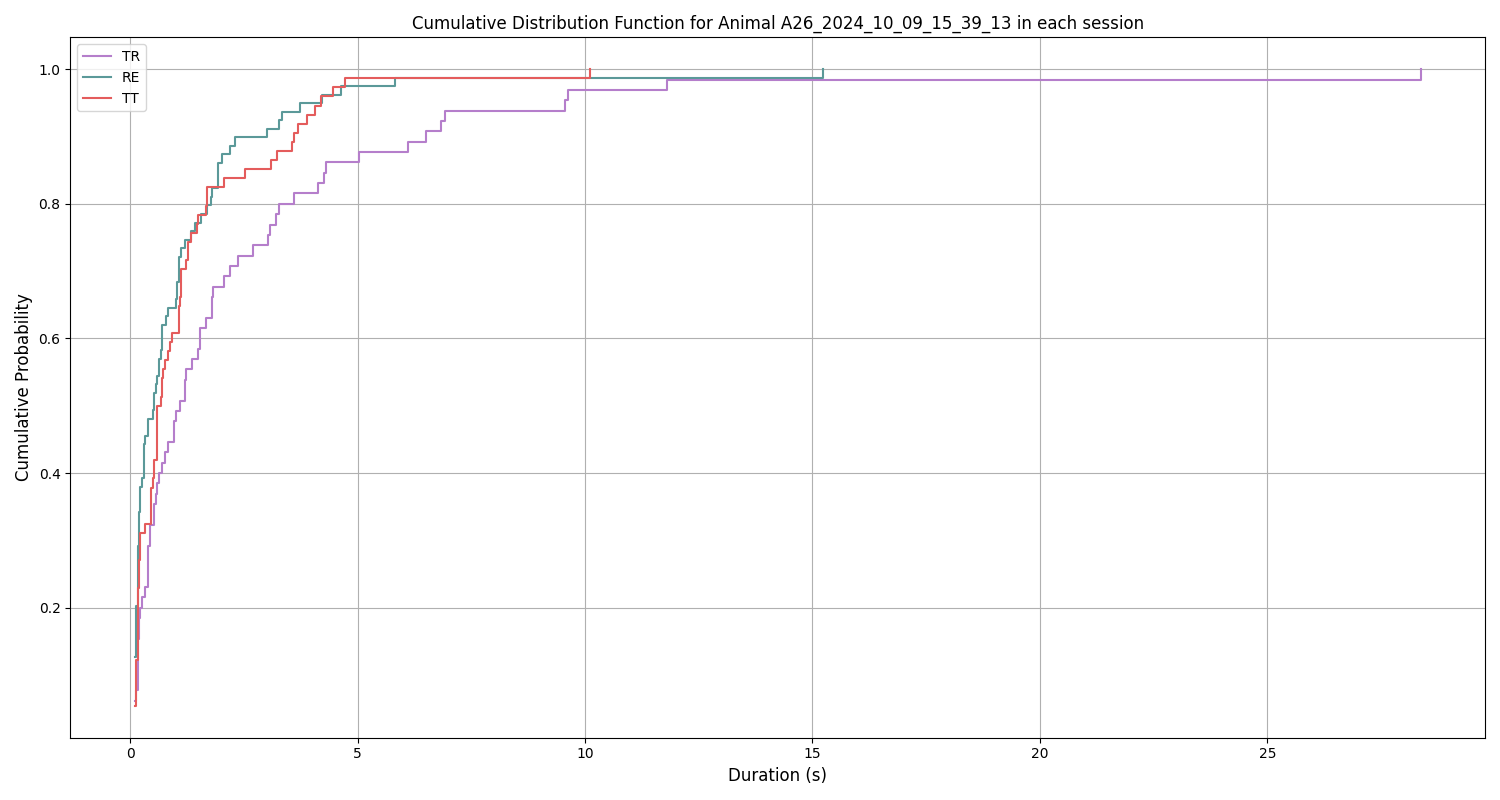 Cumulative Distribution Function for Animal A26_2024_10_09_15_39_13 in each session
TR
RE
TT
1.0
0.8
0.6
0.4
0.2
Cumulative Probability
0 5 10 15 20 25
Duration (s)